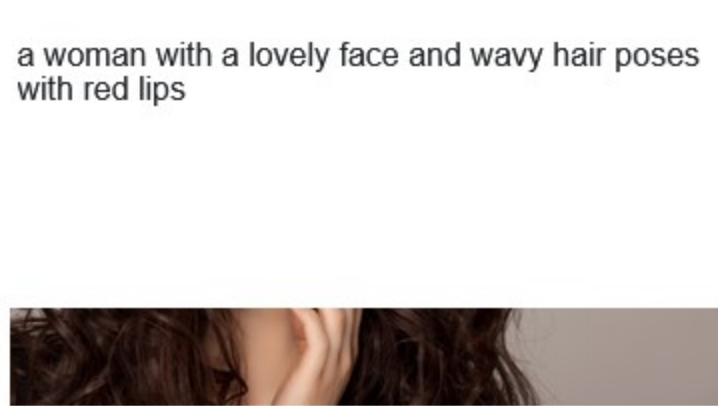 a woman with a lovely face and wavy hair poses
with red lips